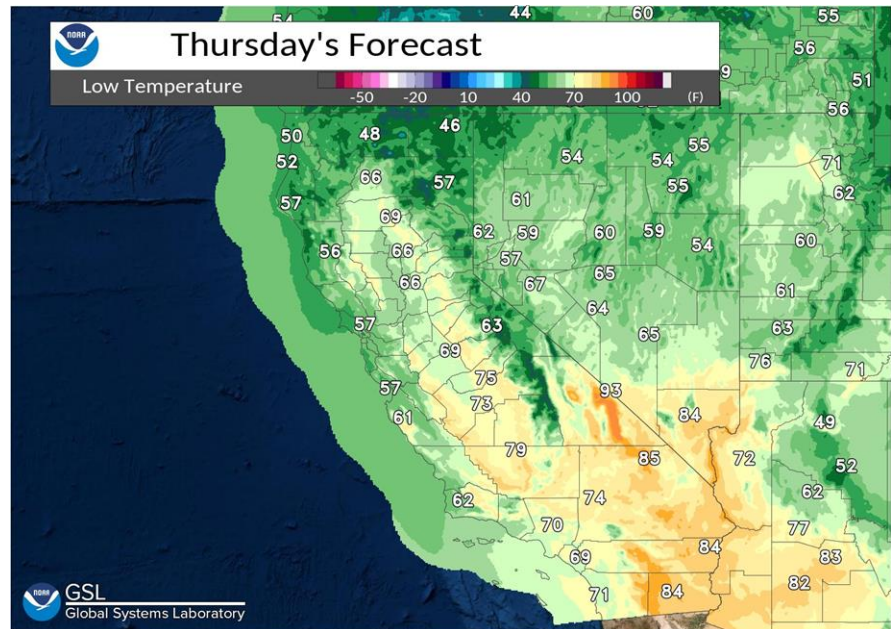 54 44 60 55
NOAA
Thursday's Forecast
56
Low Temperature
-50 -20 10 40 70 100 (F)
51
56
50 48 46 55
52 54 54 71
66 57 55 62
57 69 61
62 59 60 59 60
56 66 57 54
66 67 65 61
57 63 64 65 63
69 76 71
57 75 93
61 73 84 49
79 85 72 52
62 74 62
70 77
69 84 83
71 84 82
NOAA
GSL
Global Systems Laboratory